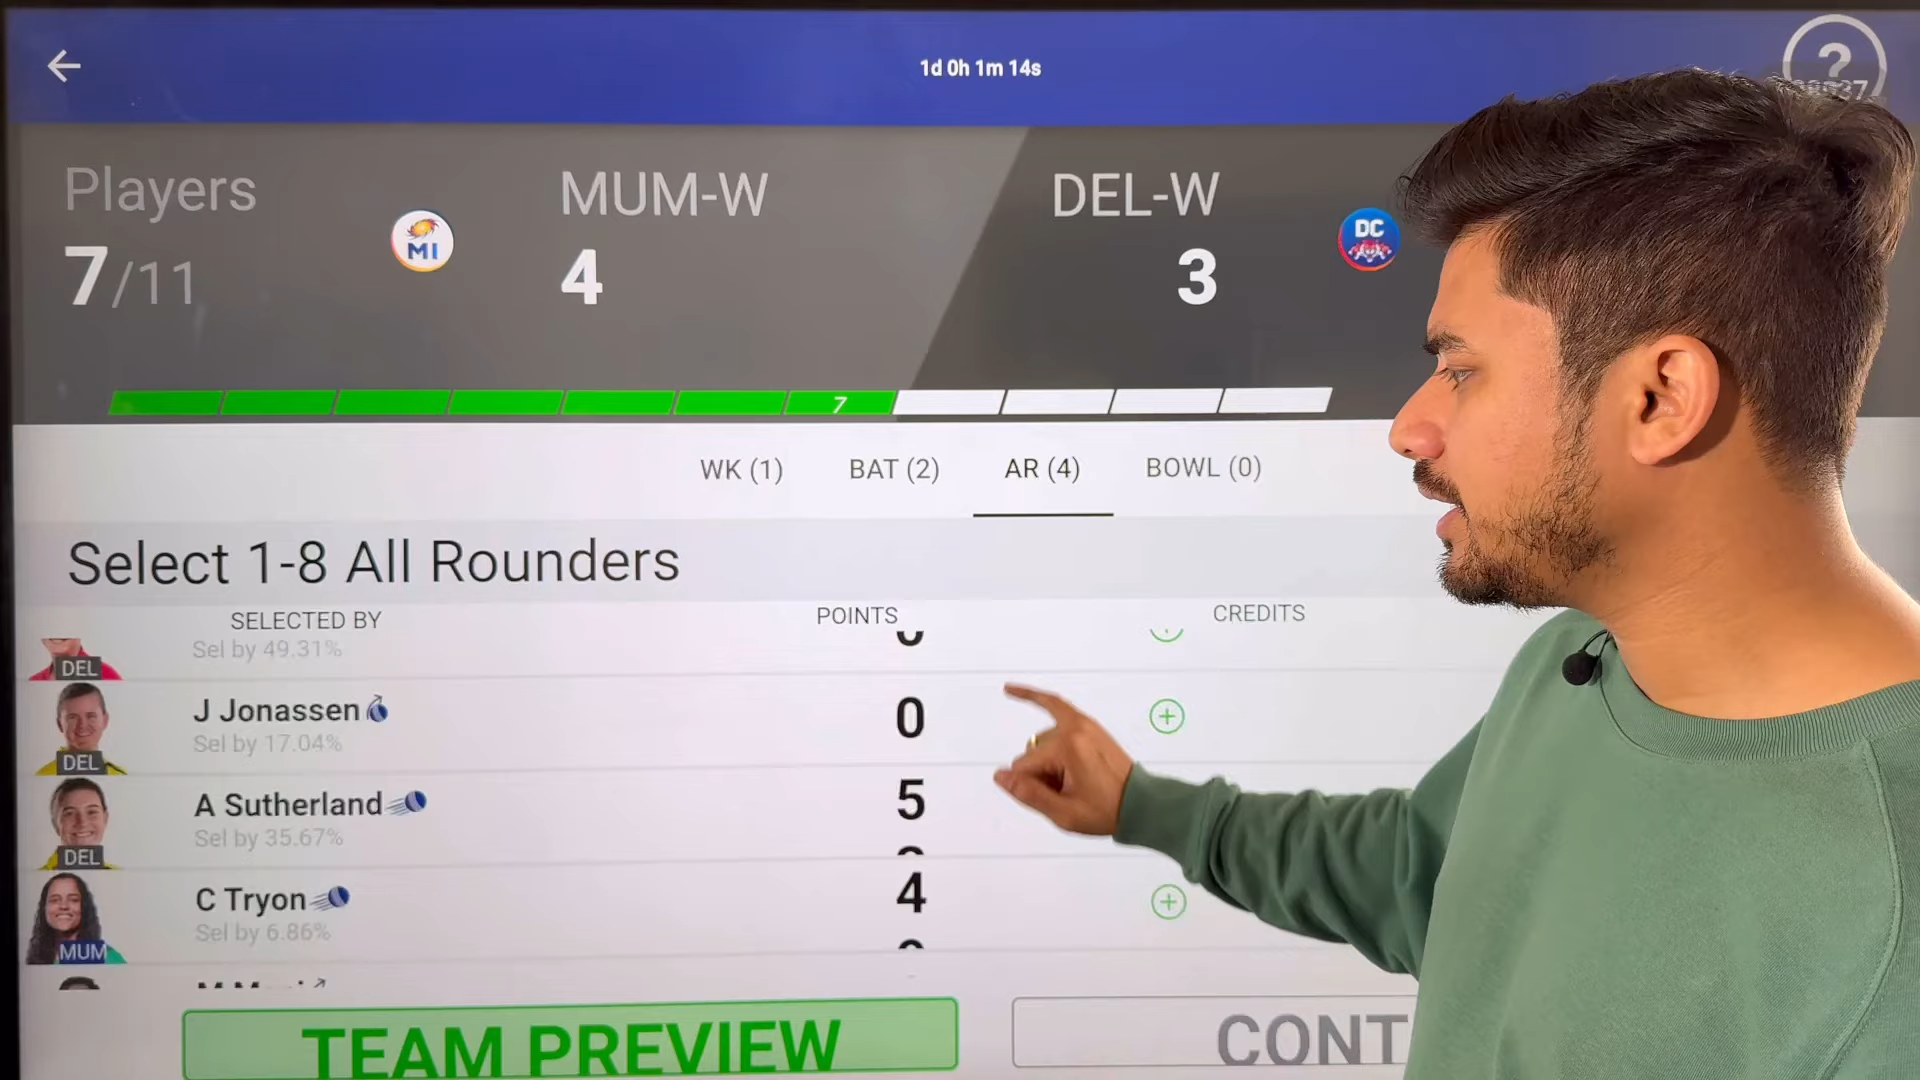 1d 0h 1m 14s
?
Players
MUM-W
DEL-W
7/11
MI
4
3
DC
7
WK (1)
BAT (2)
AR (4)
BOWL (0)
Select 1-8 All Rounders
SELECTED BY
POINTS
CREDITS
Sel by 49.31%
DEL
J Jonassen
0
Sel by 17.04%
DEL
A Sutherland
5
Sel by 35.67%
DEL
C Tryon
4
Sel by 6.86%
MUM
TEAM PREVIEW
CONT